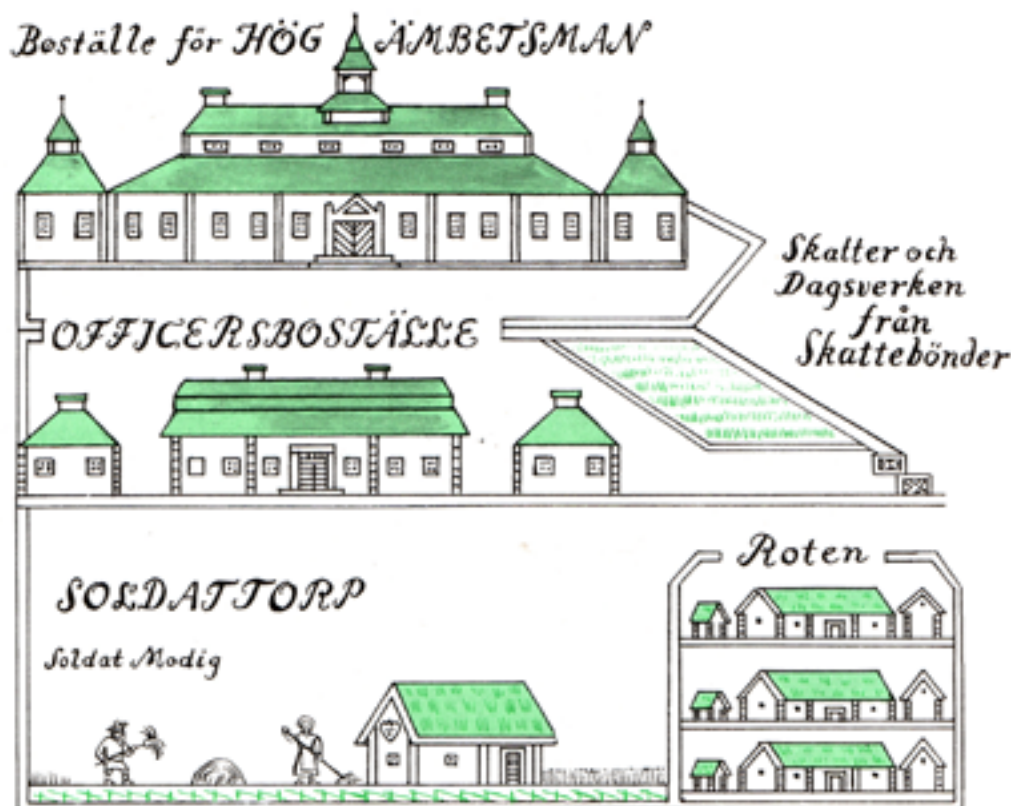 Boställe för HÖG ÄMBETSMAN
Skatter och
Dagsverken
från
Skattebönder
OFFICERSBOSTÄLLE
Roten
SOLDATTORP
Soldat Modig